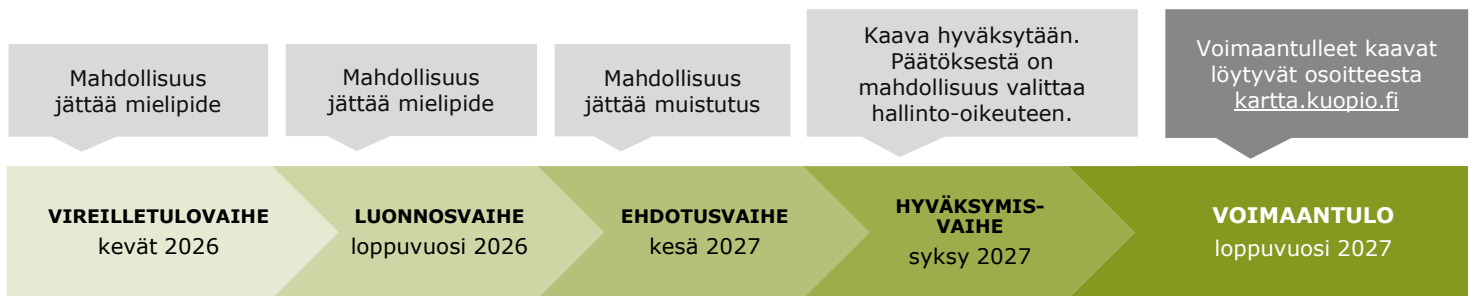 Mahdollisuus
jättää mielipide
Mahdollisuus
jättää mielipide
Mahdollisuus
jättää muistutus
Kaava hyväksytään.
Päätöksestä on
mahdollisuus valittaa
hallinto-oikeuteen.
Voimaantulleet kaavat
löytyvät osoitteesta
kartta.kuopio.fi
VIREILLETULOVAIHE
kevät 2026
LUONNOSVAIHE
loppuvuosi 2026
EHDOTUSVAIHE
kesä 2027
HYVÄKSYMIS-
VAIHE
syksy 2027
VOIMAANTULO
loppuvuosi 2027